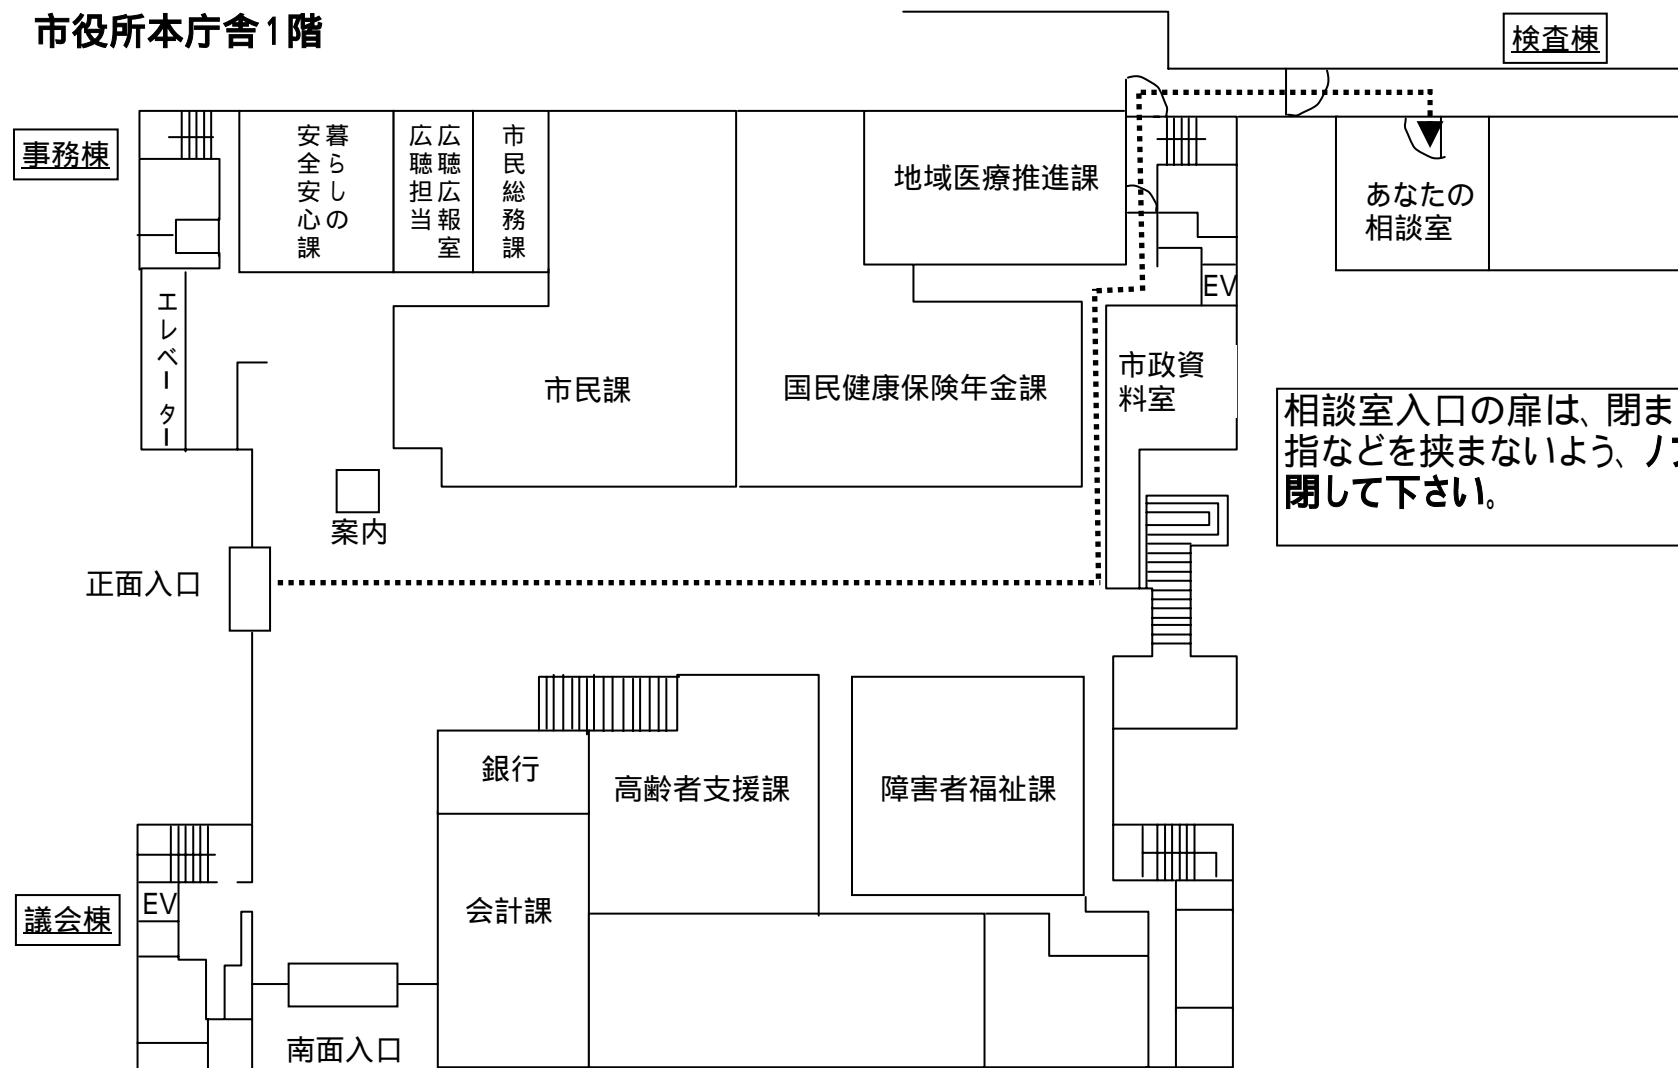 市役所本庁舎1階
検査棟
事務棟
暮らしの
安全安心課
広聴広報室
広聴担当
市民総務課
地域医療推進課
あなたの
相談室
EV
エレベーター
市民課
国民健康保険年金課
市政資
料室
相談室入口の扉は、閉ま
指などを挟まないよう、ノ
閉して下さい。
案内
正面入口
銀行
高齢者支援課
障害者福祉課
会計課
EV
議会棟
南面入口